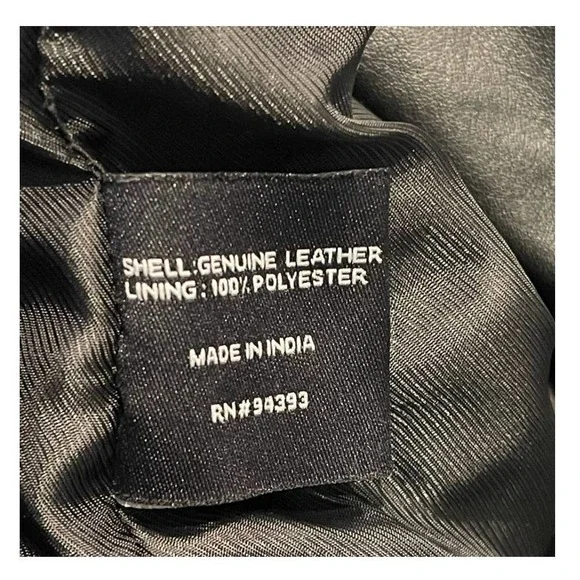 SHELL:GENUINE LEATHER
LINING: 100% POLYESTER
MADE IN INDIA
RN#94393